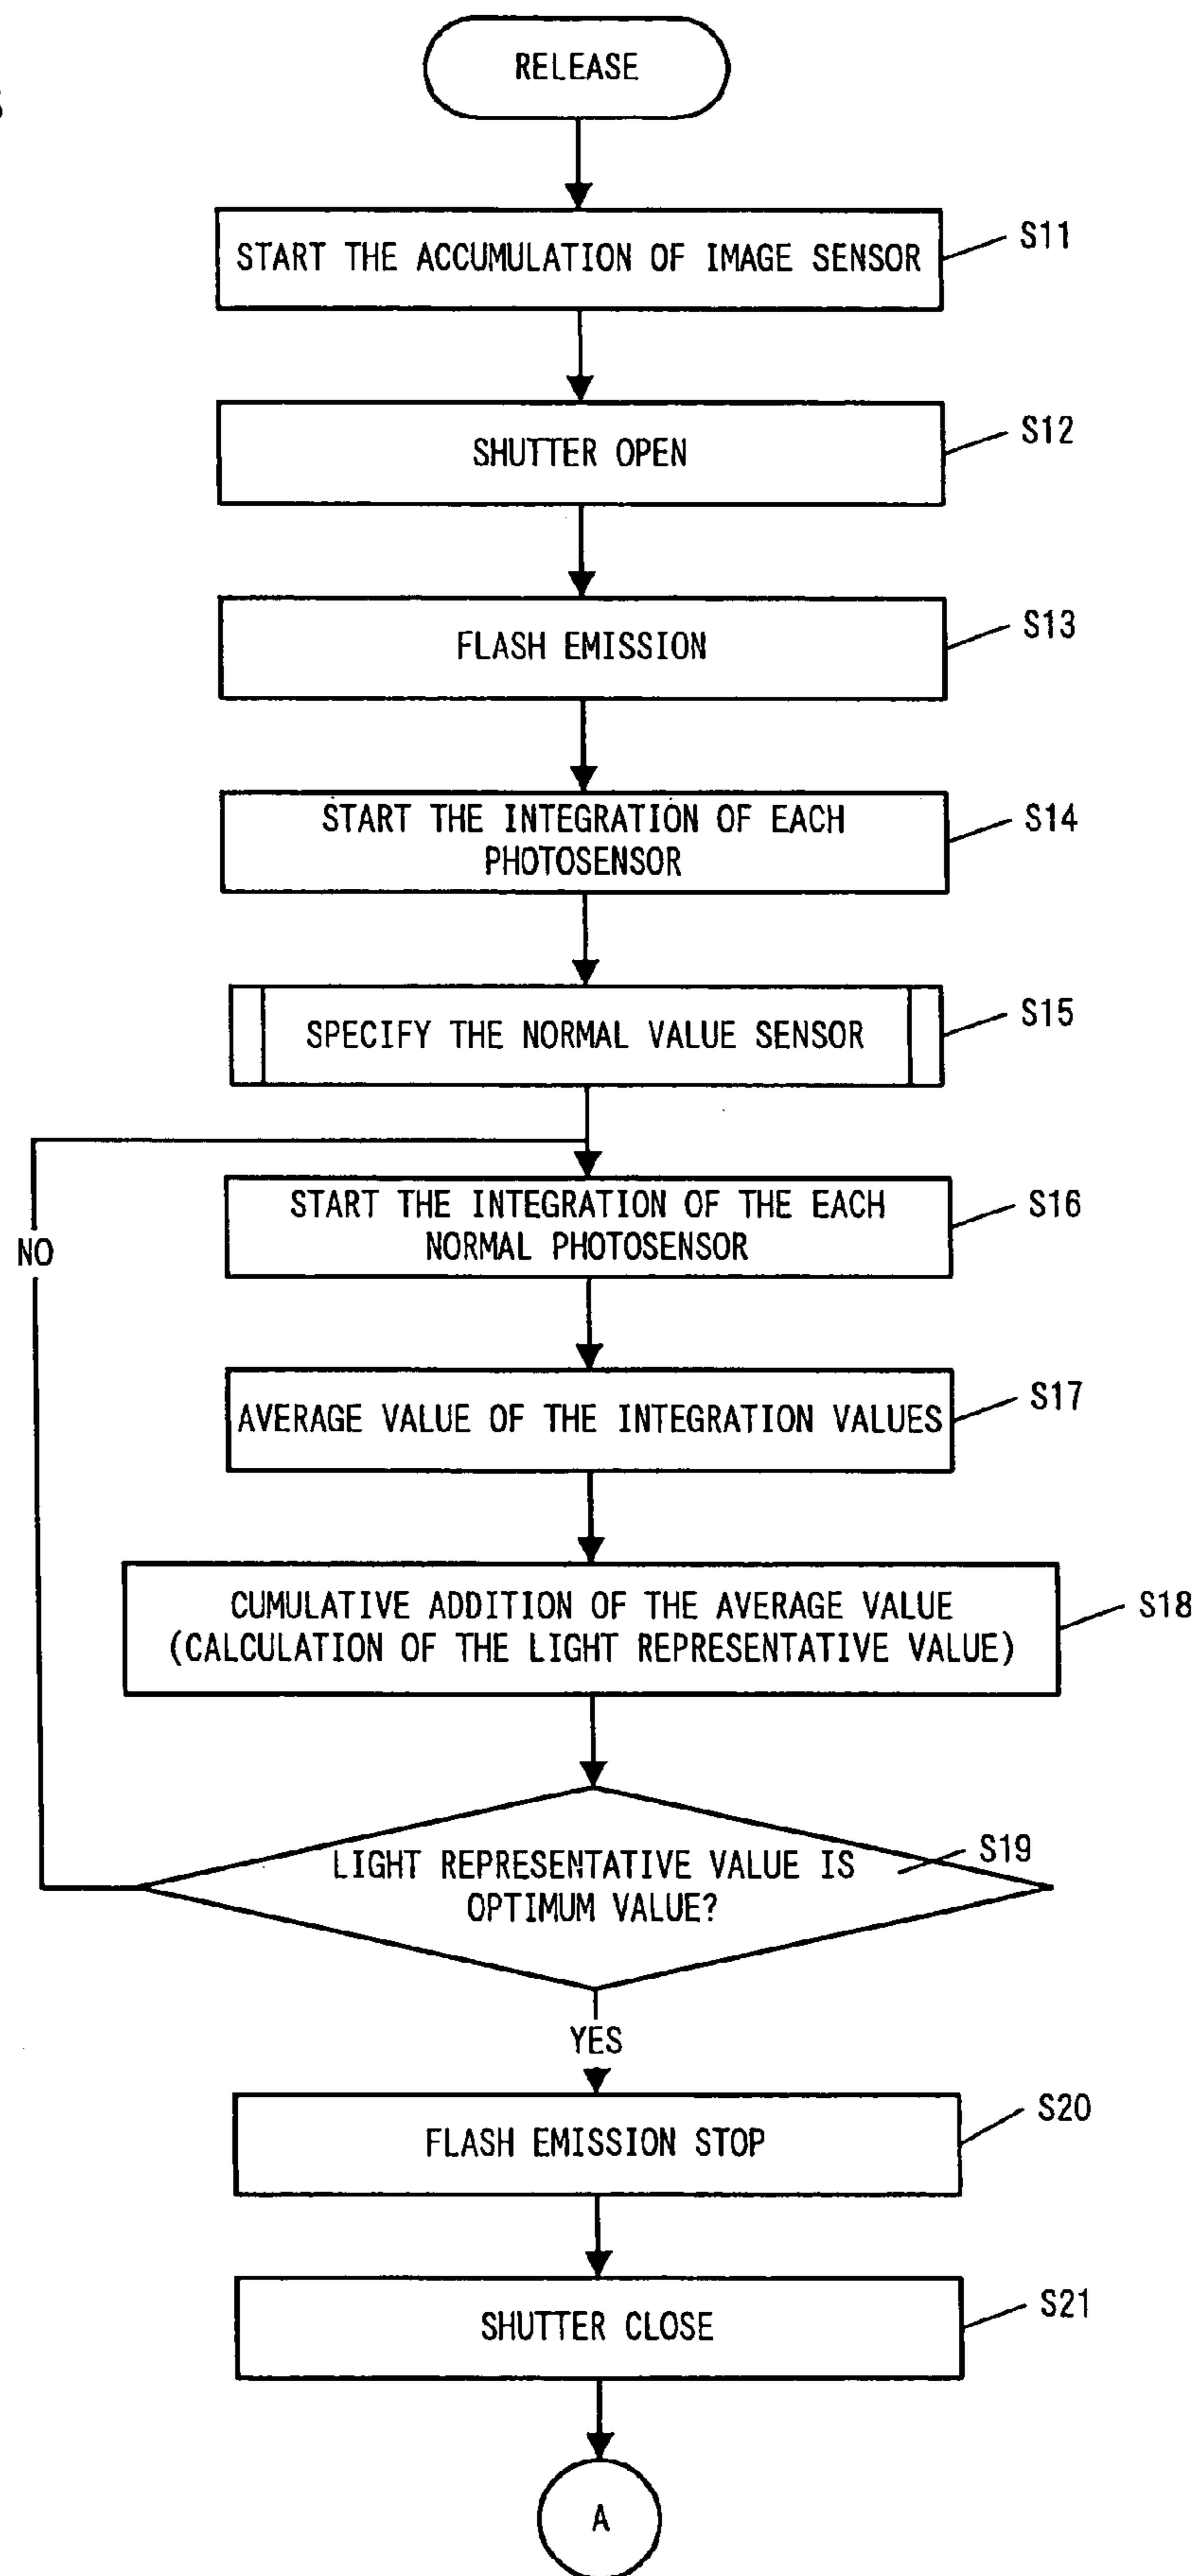 RELEASE
START THE ACCUMULATION OF IMAGE SENSOR
S11
SHUTTER OPEN
S12
FLASH EMISSION
S13
START THE INTEGRATION OF EACH
PHOTOSENSOR
S14
SPECIFY THE NORMAL VALUE SENSOR
S15
START THE INTEGRATION OF THE EACH
NORMAL PHOTOSENSOR
S16
NO
AVERAGE VALUE OF THE INTEGRATION VALUES
S17
CUMULATIVE ADDITION OF THE AVERAGE VALUE
(CALCULATION OF THE LIGHT REPRESENTATIVE VALUE)
S18
LIGHT REPRESENTATIVE VALUE IS
OPTIMUM VALUE?
S19
YES
FLASH EMISSION STOP
S20
SHUTTER CLOSE
S21
A